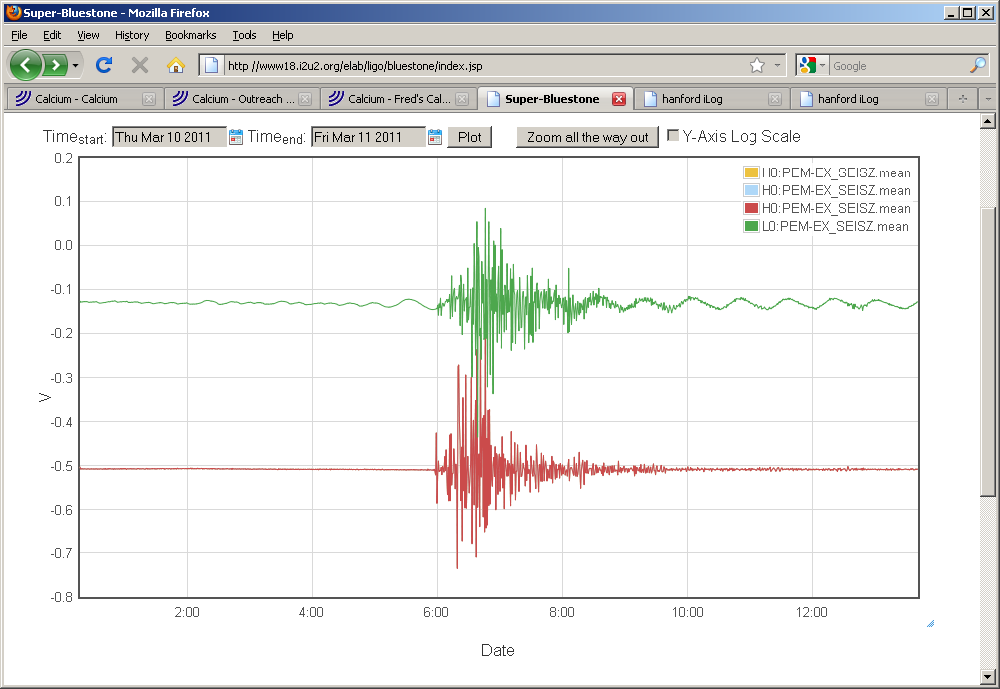 Super-Bluestone - Mozilla Firefox
File Edit View History Bookmarks Tools Help
http://www18.i2u2.org/elab/ligo/bluestone/index.jsp
Google
Calcium - Calcium
Calcium - Outreach ...
Calcium - Fred's Cal...
Super-Bluestone
hanford iLog
hanford iLog
Timestart: Thu Mar 10 2011 Timeend: Fri Mar 11 2011 Plot Zoom all the way out Y-Axis Log Scale
H0:PEM-EX_SEISZ.mean
H0:PEM-EX_SEISZ.mean
H0:PEM-EX_SEISZ.mean
L0:PEM-EX_SEISZ.mean
0.2
0.1
0.0
-0.1
-0.2
-0.3
-0.4
-0.5
-0.6
-0.7
-0.8
V
2:00 4:00 6:00 8:00 10:00 12:00
Date